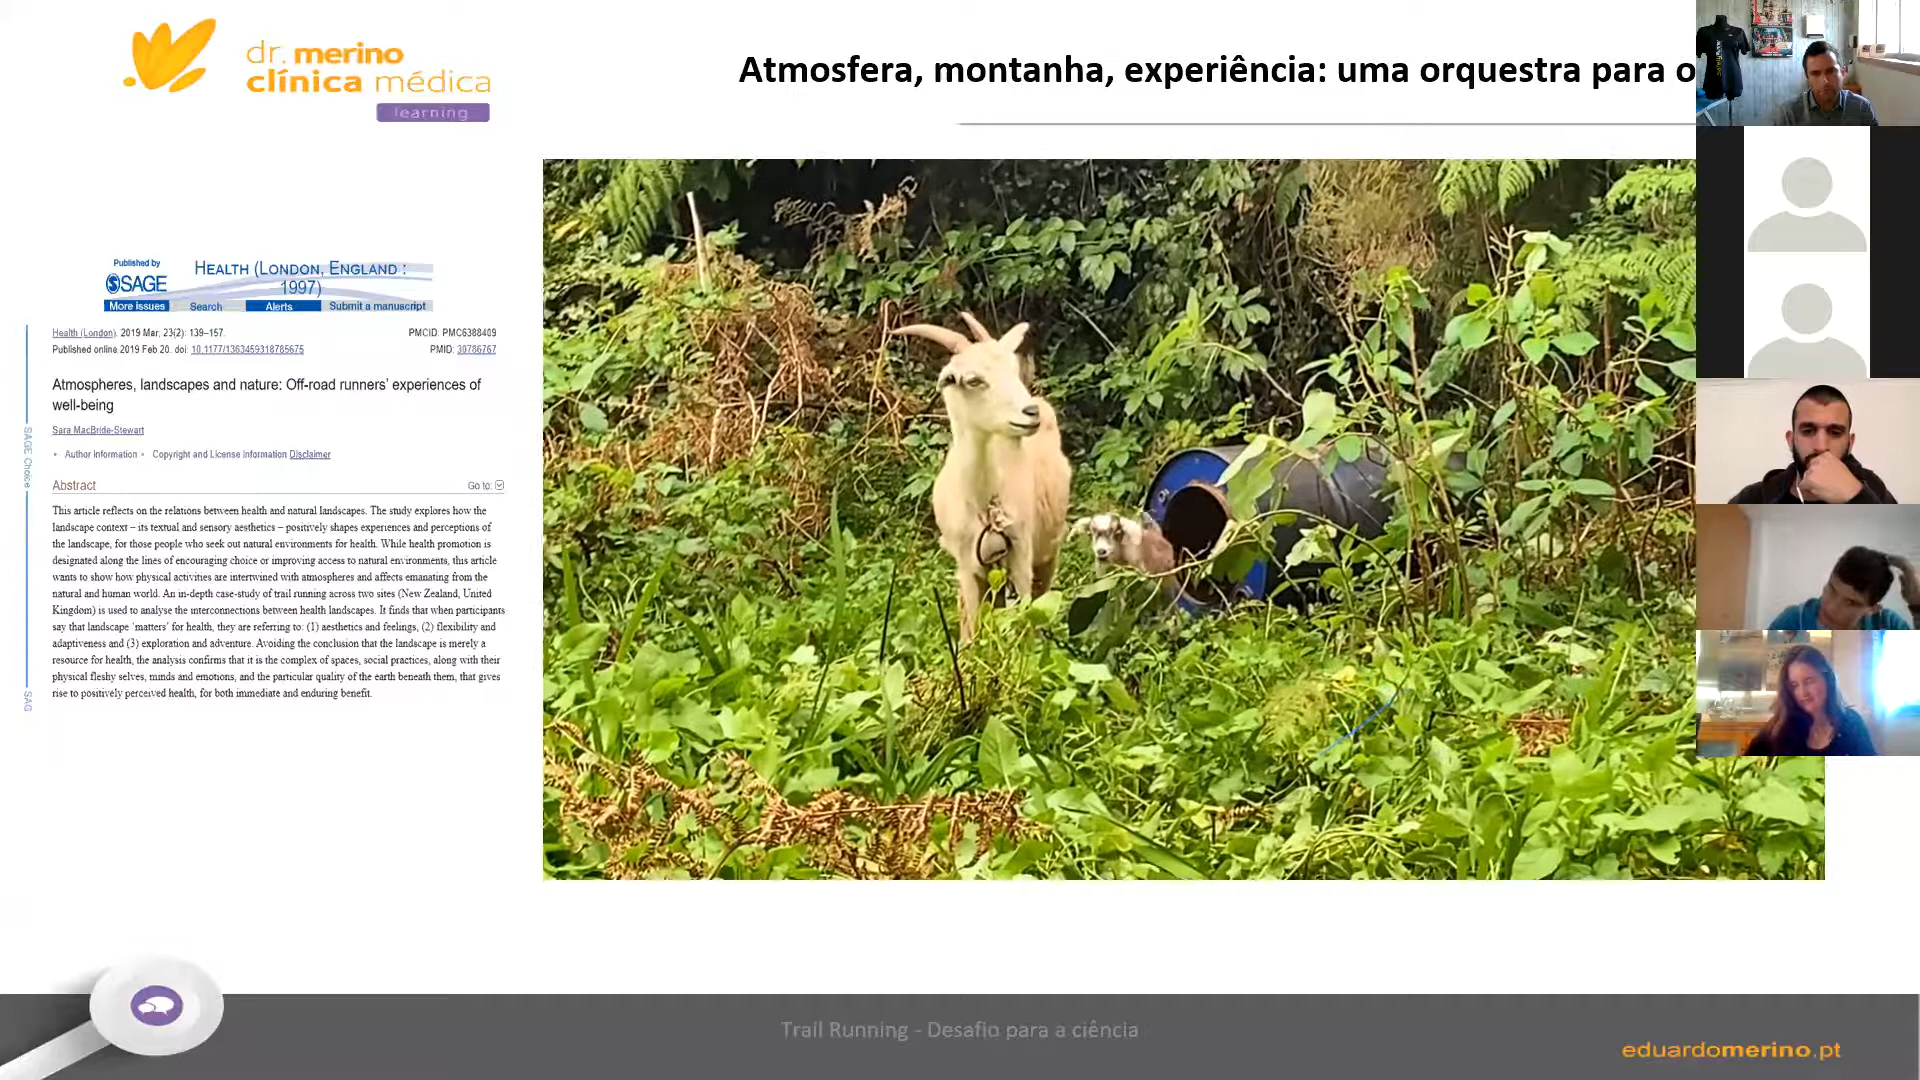 dr. merino
clínica médica
learning
Atmosfera, montanha, experiência: uma orquestra para o
Published by
SAGE
HEALTH (LONDON, ENGLAND :
1997)
More issues
Search
Alerts
Submit a manuscript
Health (London). 2019 Mar; 23(2): 139–157.
PMCID: PMC6388409
Published online 2019 Feb 20. doi: 10.1177/1363459318785675
PMID: 30786767
Atmospheres, landscapes and nature: Off-road runners’ experiences of
well-being
Sara MacBride-Stewart
• Author information • Copyright and License information Disclaimer
Abstract
Go to:
This article reflects on the relations between health and natural landscapes. The study explores how the
landscape context – its textual and sensory aesthetics – positively shapes experiences and perceptions of
the landscape, for those people who seek out natural environments for health. While health promotion is
designated along the lines of encouraging choice or improving access to natural environments, this article
wants to show how physical activities are intertwined with atmospheres and affects emanating from the
natural and human world. An in-depth case-study of trail running across two sites (New Zealand, United
Kingdom) is used to analyse the interconnections between health landscapes. It finds that when participants
say that landscape ‘matters’ for health, they are referring to: (1) aesthetics and feelings, (2) flexibility and
adaptiveness and (3) exploration and adventure. Avoiding the conclusion that the landscape is merely a
resource for health, the analysis confirms that it is the complex of spaces, social practices, along with their
physical fleshy selves, minds and emotions, and the particular quality of the earth beneath them, that gives
rise to positively perceived health, for both immediate and enduring benefit.
SAGE Choice
SAG
Trail Running - Desafio para a ciência
eduardomerino.pt